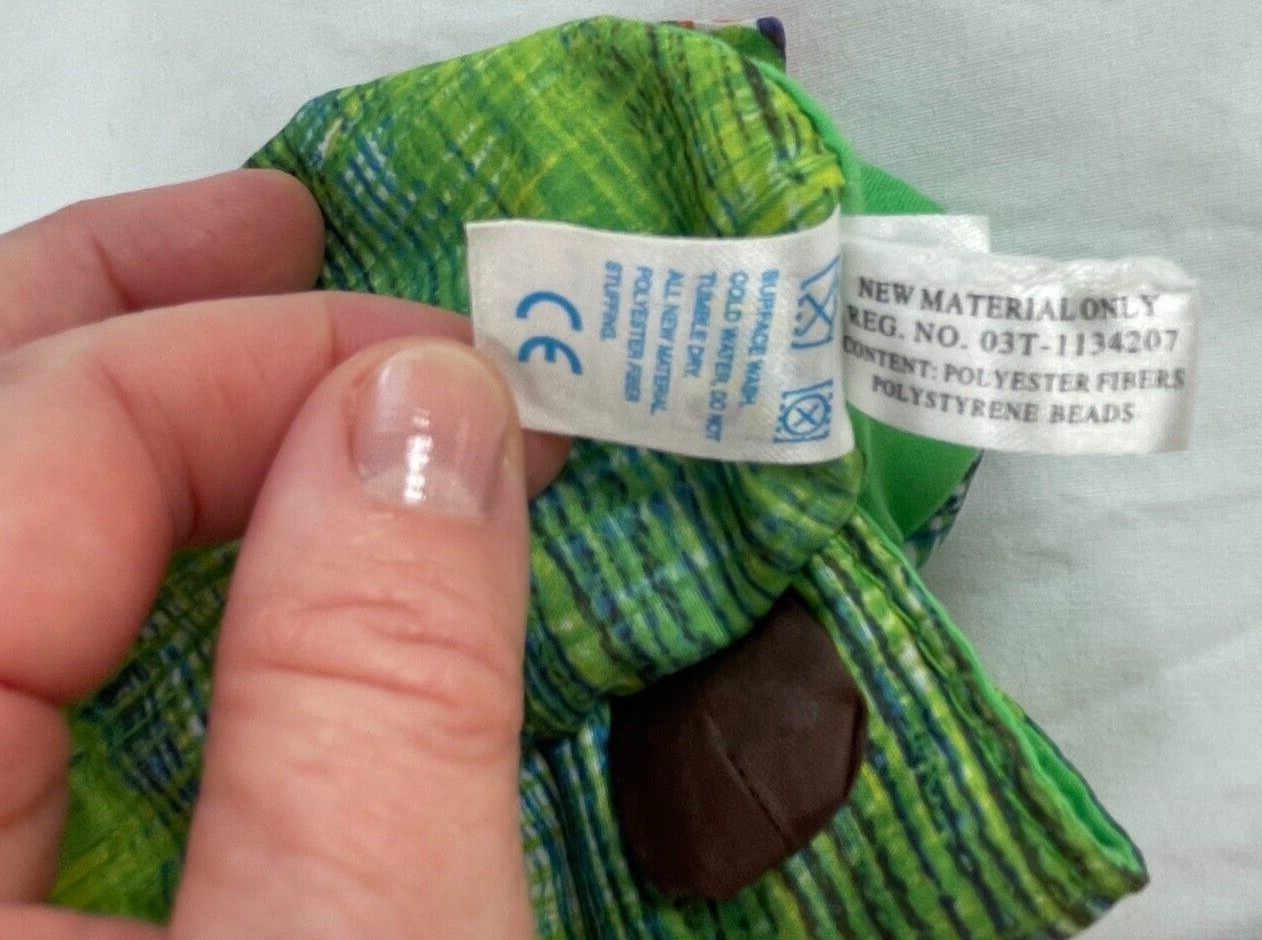 CE
SURFACE WASH,
COLD WATER, DO NOT
TUMBLE DRY.
ALL NEW MATERIAL
POLYESTER FIBER
STUFFING.
NEW MATERIAL ONLY
REG. NO. 03T-1134207
CONTENT: POLYESTER FIBERS
POLYSTYRENE BEADS